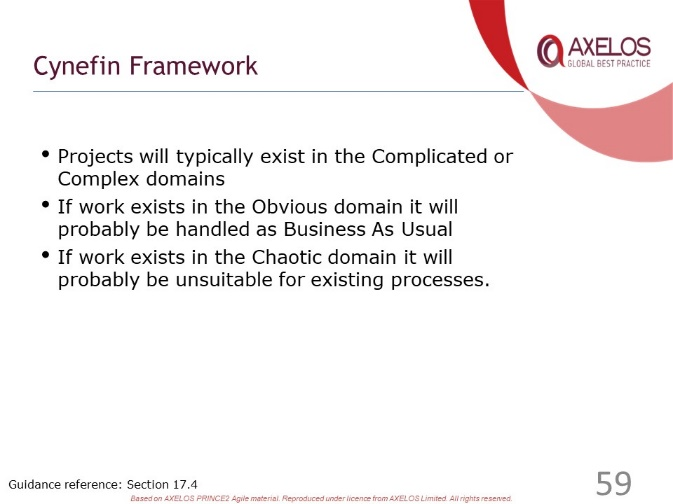 AXELOS
GLOBAL BEST PRACTICE
Cynefin Framework
• Projects will typically exist in the Complicated or
Complex domains
• If work exists in the Obvious domain it will
probably be handled as Business As Usual
• If work exists in the Chaotic domain it will
probably be unsuitable for existing processes.
Guidance reference: Section 17.4
59
Based on AXELOS PRINCE2 Agile material. Reproduced under licence from AXELOS Limited. All rights reserved.